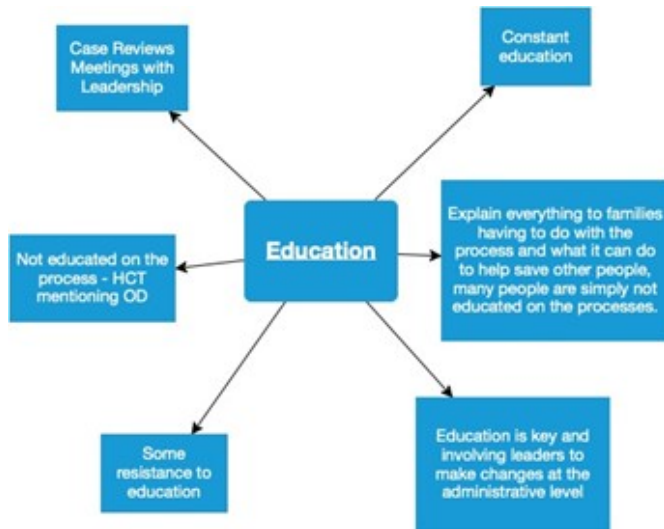 Case Reviews
Meetings with
Leadership
Constant
education
Education
Explain everything to families
having to do with the
process and what it can do
to help save other people,
many people are simply not
educated on the processes.
Not educated on the
process - HCT
mentioning OD
Some
resistance to
education
Education is key and
involving leaders to
make changes at the
administrative level